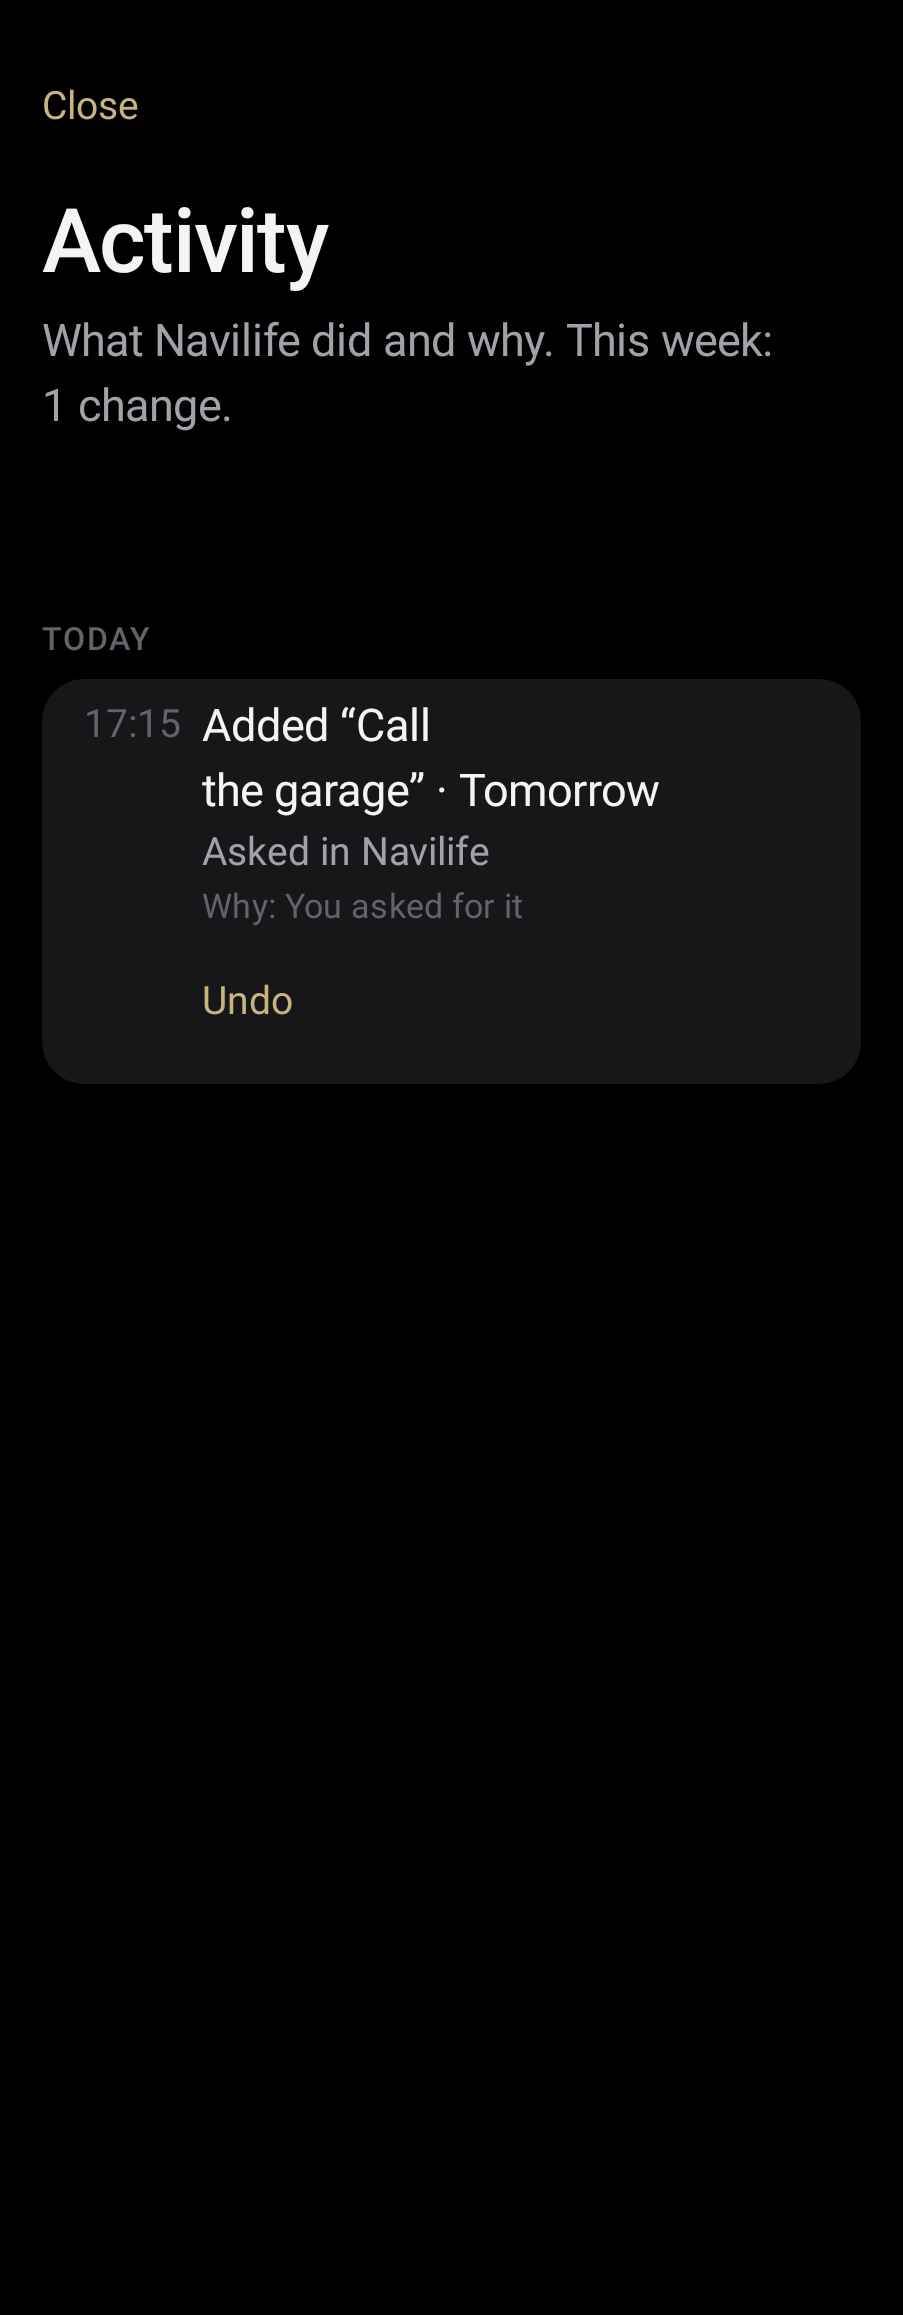 Close
Activity
What Navilife did and why. This week:
1 change.
TODAY
17:15 Added “Call
the garage” · Tomorrow
Asked in Navilife
Why: You asked for it
Undo